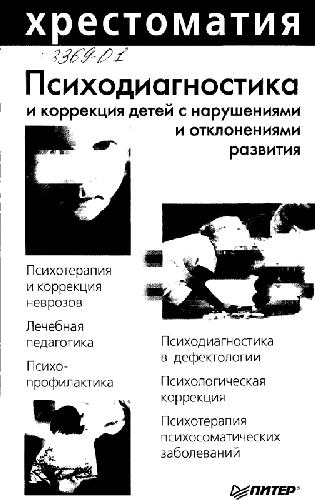 хрестоматия
3369-01
Психодиагностика
и коррекция детей с нарушениями
и отклонениями
развития
Психотерапия
и коррекция
неврозов
Лечебная
педагогика
Психо-
профилактика
Психодиагностика
в дефектологии
Психологическая
коррекция
Психотерапия
психосоматических
заболеваний
ПИТЕР®